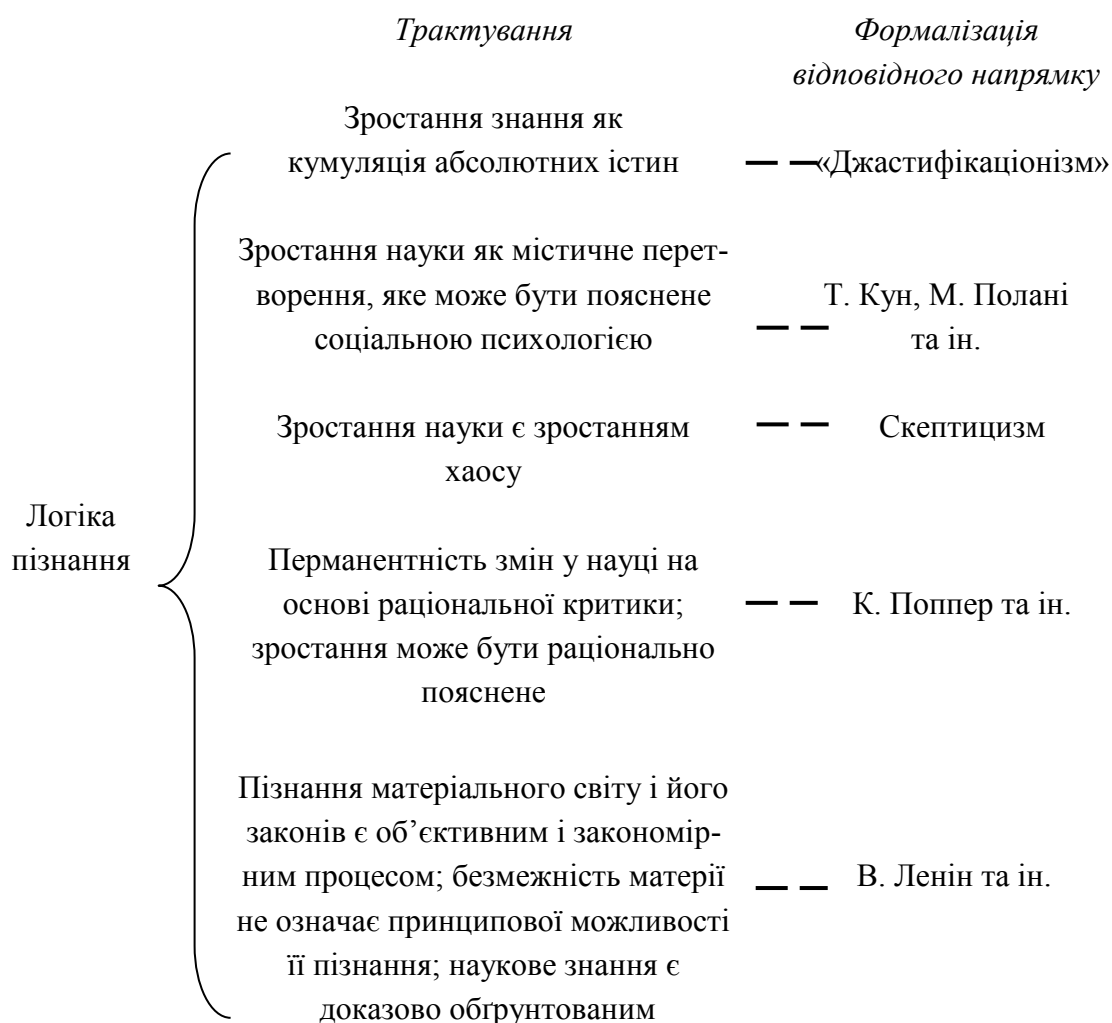 Трактування
Формалізація
відповідного напрямку
Зростання знання як
кумуляція абсолютних істин
«Джастифікаціонізм»
Зростання науки як містичне перет-
ворення, яке може бути пояснене
соціальною психологією
Т. Кун, М. Полані
та ін.
Зростання науки є зростанням
хаосу
Скептицизм
Логіка
пізнання
Перманентність змін у науці на
основі раціональної критики;
зростання може бути раціонально
пояснене
К. Поппер та ін.
Пізнання матеріального світу і його
законів є об’єктивним і закономір-
ним процесом; безмежність матерії
не означає принципової можливості
її пізнання; наукове знання є
доказово обґрунтованим
В. Ленін та ін.